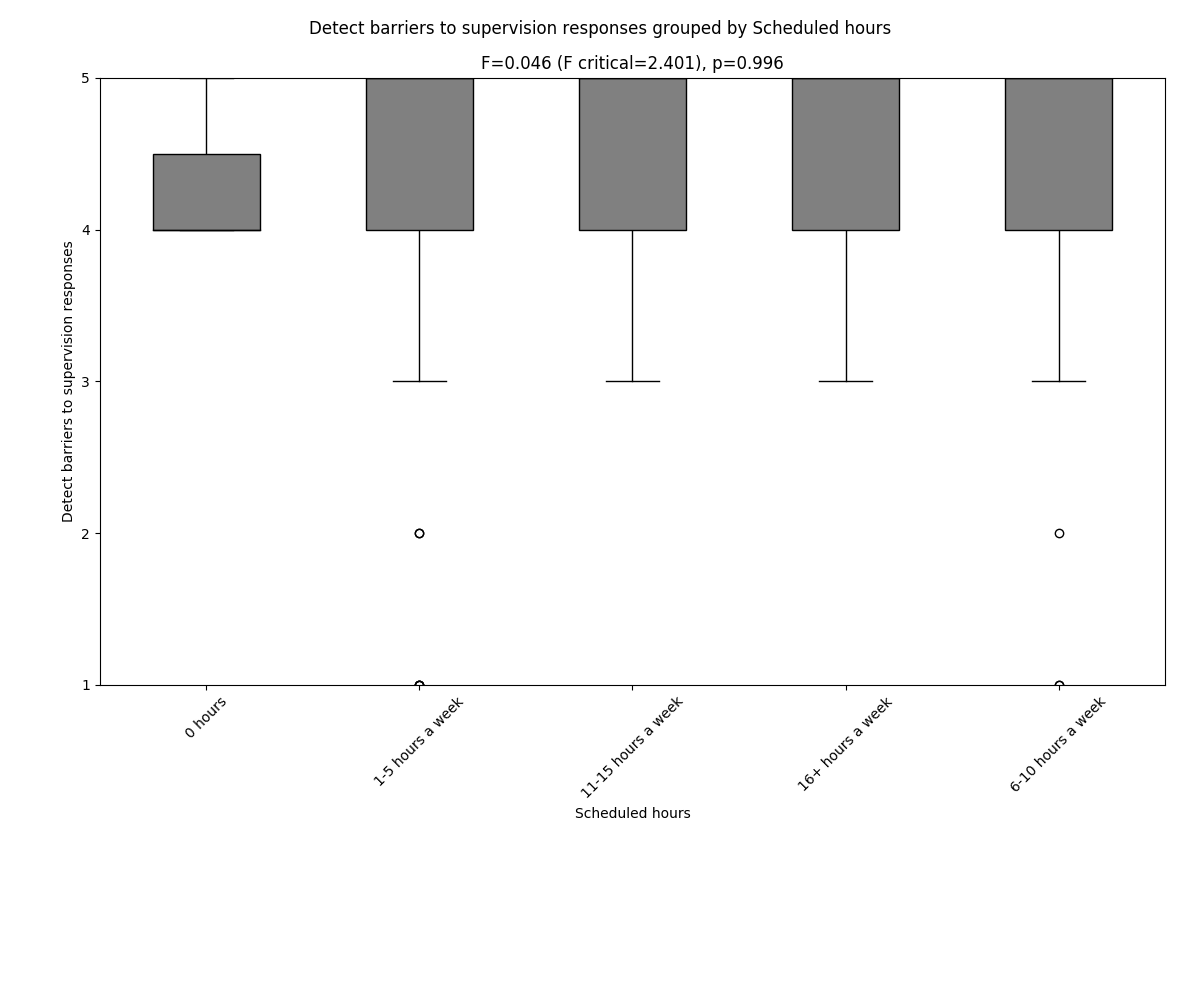 Detect barriers to supervision responses grouped by Scheduled hours
F=0.046 (F critical=2.401), p=0.996
Detect barriers to supervision responses
5
4
3
2
1
0 hours
1-5 hours a week
11-15 hours a week
16+ hours a week
6-10 hours a week
Scheduled hours